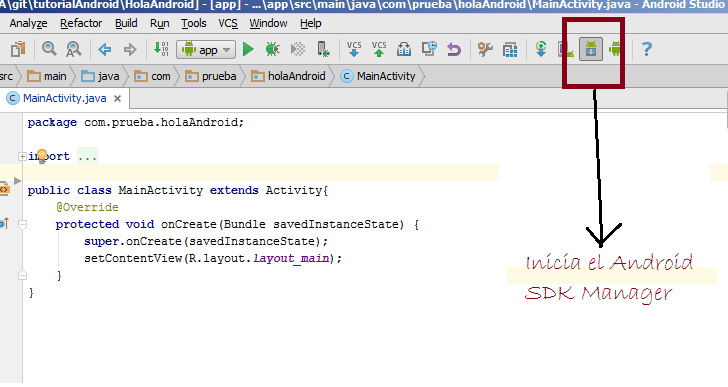 A\git\tutorialAndroid\HolaAndroid] - [app] - ...\app\src\main\java\com\prueba\holaAndroid\MainActivity.java - Android Studio
Analyze Refactor Build Run Tools VCS Window Help
app VCS VCS ?
src main java com prueba holaAndroid MainActivity
MainActivity.java
package com.prueba.holaAndroid;
import ...
public class MainActivity extends Activity{
@Override
protected void onCreate(Bundle savedInstanceState) {
super.onCreate(savedInstanceState);
setContentView(R.layout.layout_main);
}
}
Inicia el Android
SDK Manager